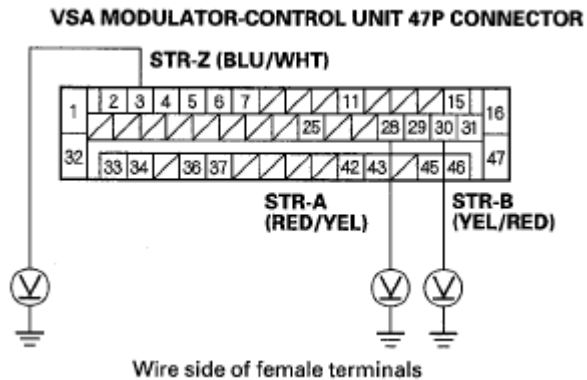 VSA MODULATOR-CONTROL UNIT 47P CONNECTOR
STR-Z (BLU/WHT)
1 2 3 4 5 6 7 11 15 16
25 28 29 30 31
32 33 34 36 37 42 43 45 46 47
STR-A
(RED/YEL)
STR-B
(YEL/RED)
V V V
Wire side of female terminals